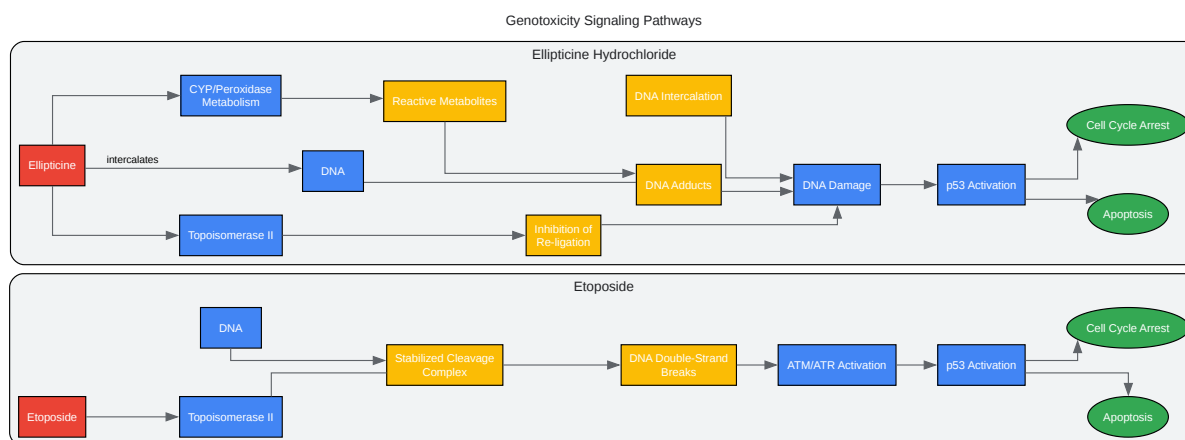 Genotoxicity Signaling Pathways
Ellipticine Hydrochloride
CYP/Peroxidase
Metabolism
Reactive Metabolites
DNA Intercalation
Cell Cycle Arrest
Ellipticine
intercalates
DNA
DNA Adducts
DNA Damage
p53 Activation
Apoptosis
Topoisomerase II
Inhibition of
Re-ligation
Etoposide
DNA
Cell Cycle Arrest
Stabilized Cleavage
Complex
DNA Double-Strand
Breaks
ATM/ATR Activation
p53 Activation
Etoposide
Topoisomerase II
Apoptosis